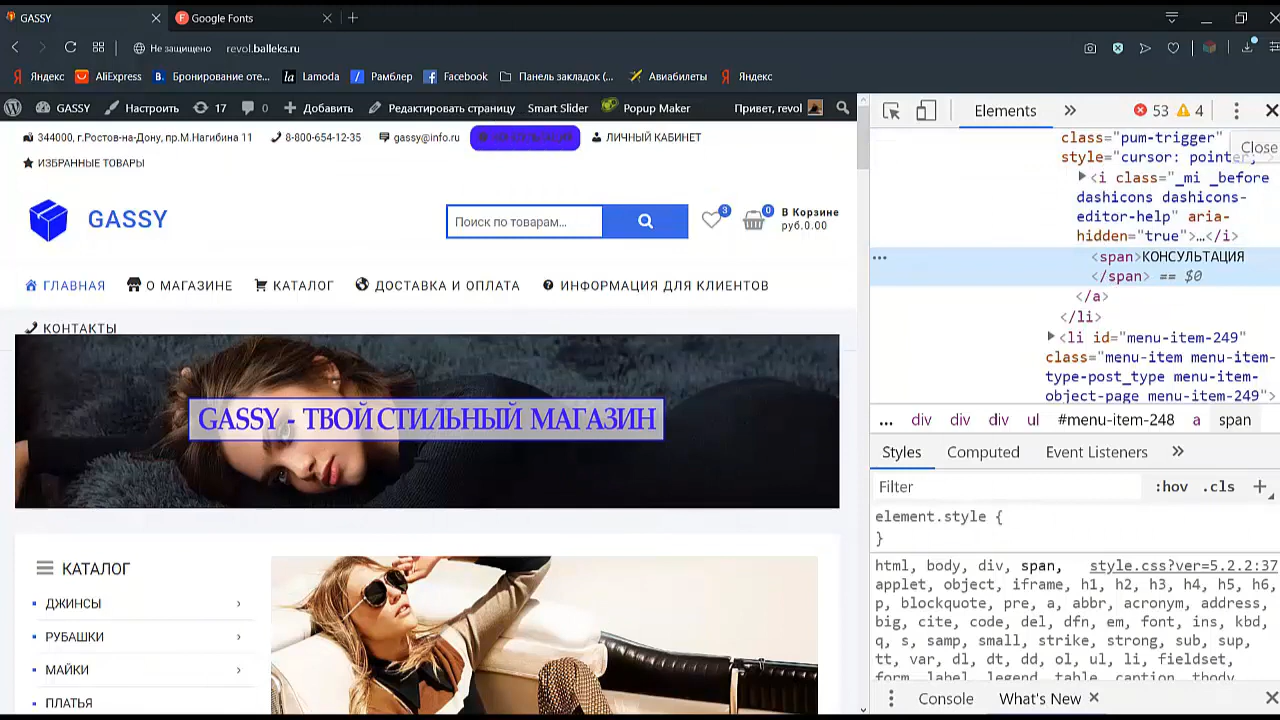 GASSY
Google Fonts
Не защищено revol.balleks.ru
Яндекс AliExpress Бронирование оте... Lamoda Рамблер Facebook Панель закладок (... Авиабилеты Яндекс
GASSY Настроить 17 0 Добавить Редактировать страницу Smart Slider Popup Maker Привет, revol
344000, г.Ростов-на-Дону, пр.М.Нагибина 11 8-800-654-12-35 gassy@info.ru ЛИЧНЫЙ КАБИНЕТ
ИЗБРАННЫЕ ТОВАРЫ
GASSY
Поиск по товарам...
3
0
В Корзине
руб.0.00
ГЛАВНАЯ О МАГАЗИНЕ КАТАЛОГ ДОСТАВКА И ОПЛАТА ИНФОРМАЦИЯ ДЛЯ КЛИЕНТОВ
КОНТАКТЫ
GASSY - ТВОЙ СТИЛЬНЫЙ МАГАЗИН
КАТАЛОГ
ДЖИНСЫ
РУБАШКИ
МАЙКИ
ПЛАТЬЯ
Elements » 53 4
Close
class="pum-trigger"
style="cursor: pointer;
<i class="_mi _before
dashicons dashicons-
editor-help" aria-
hidden="true">…</i>
<span>КОНСУЛЬТАЦИЯ
</span> == $0
</a>
</li>
<li id="menu-item-249"
class="menu-item menu-item-
type-post_type menu-item-
object-page menu-item-249">
... div div div ul #menu-item-248 a span
Styles Computed Event Listeners »
Filter :hov .cls +
element.style {
}
html, body, div, span, style.css?ver=5.2.2:37
applet, object, iframe, h1, h2, h3, h4, h5, h6,
p, blockquote, pre, a, abbr, acronym, address,
big, cite, code, del, dfn, em, font, ins, kbd,
q, s, samp, small, strike, strong, sub, sup,
tt, var, dl, dt, dd, ol, ul, li, fieldset,
form, label, legend, table, caption, tbody,
Console What's New